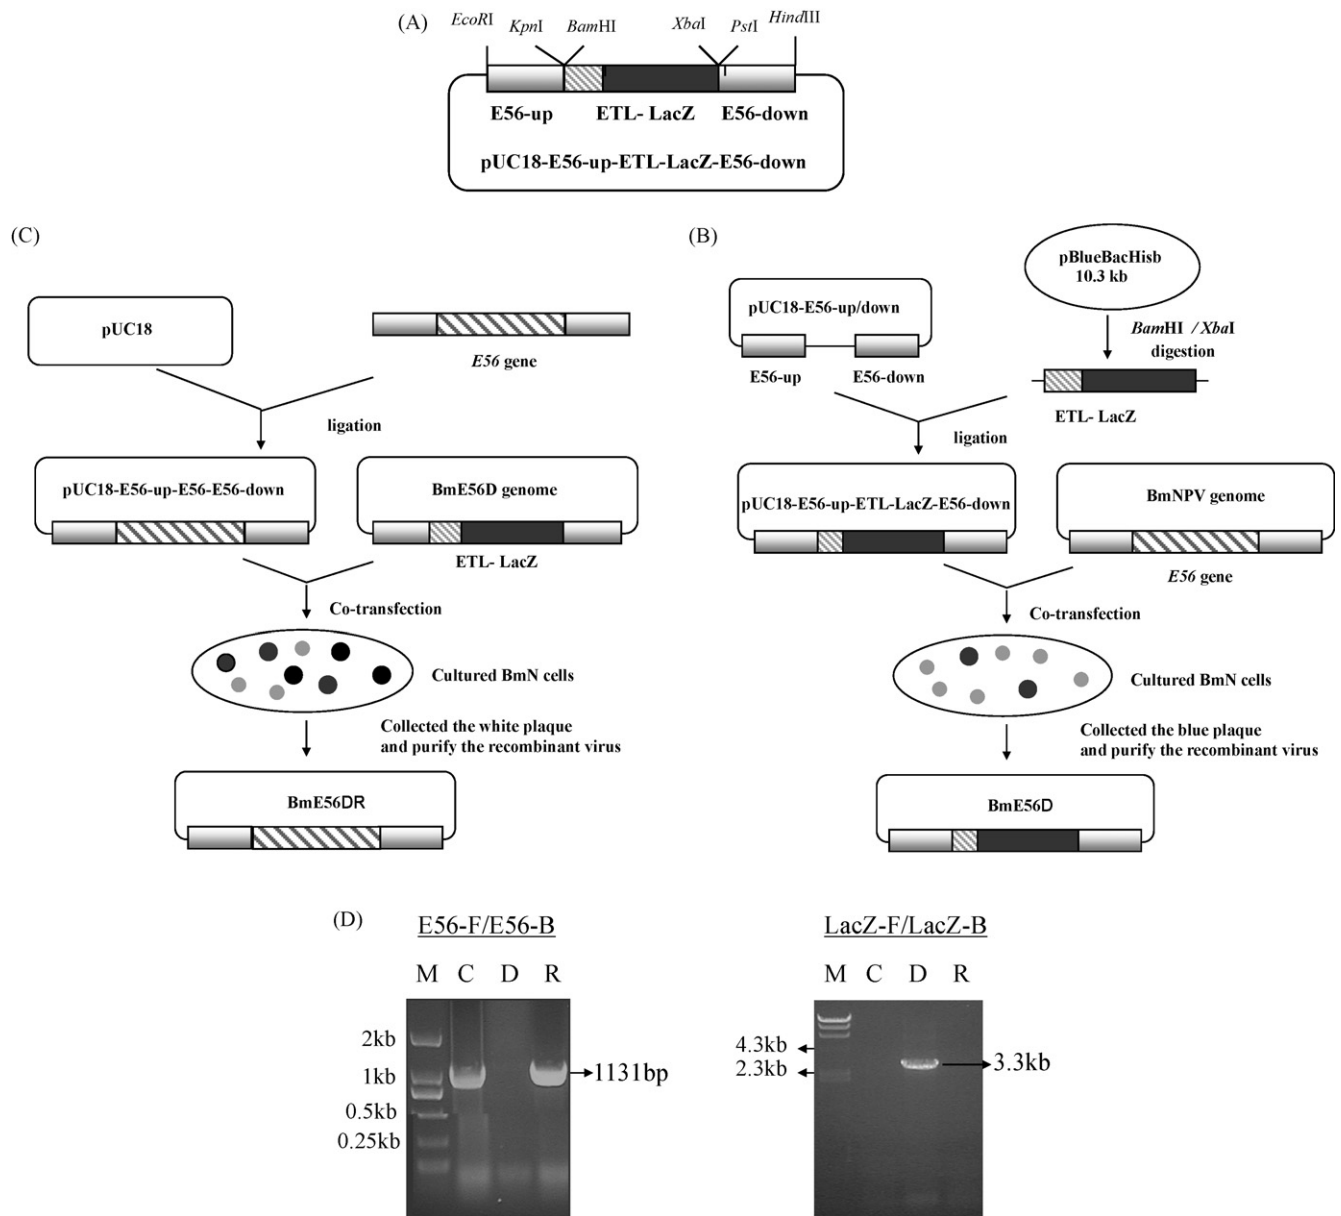 (A)
EcoRI
KpnI
BamHI
XbaI
PstI
HindIII
E56-up
ETL- LacZ
E56-down
pUC18-E56-up-ETL-LacZ-E56-down
(C)
pUC18
E56 gene
ligation
pUC18-E56-up-E56-E56-down
BmE56D genome
ETL- LacZ
Co-transfection
Cultured BmN cells
Collected the white plaque
and purify the recombinant virus
BmE56DR
(B)
pBlueBacHisb
10.3 kb
pUC18-E56-up/down
BamHI / XbaI
digestion
E56-up
E56-down
ETL- LacZ
ligation
pUC18-E56-up-ETL-LacZ-E56-down
BmNPV genome
E56 gene
Co-transfection
Cultured BmN cells
Collected the blue plaque
and purify the recombinant virus
BmE56D
(D)
E56-F/E56-B
M C D R
2kb
1kb
0.5kb
0.25kb
1131bp
LacZ-F/LacZ-B
M C D R
4.3kb
2.3kb
3.3kb